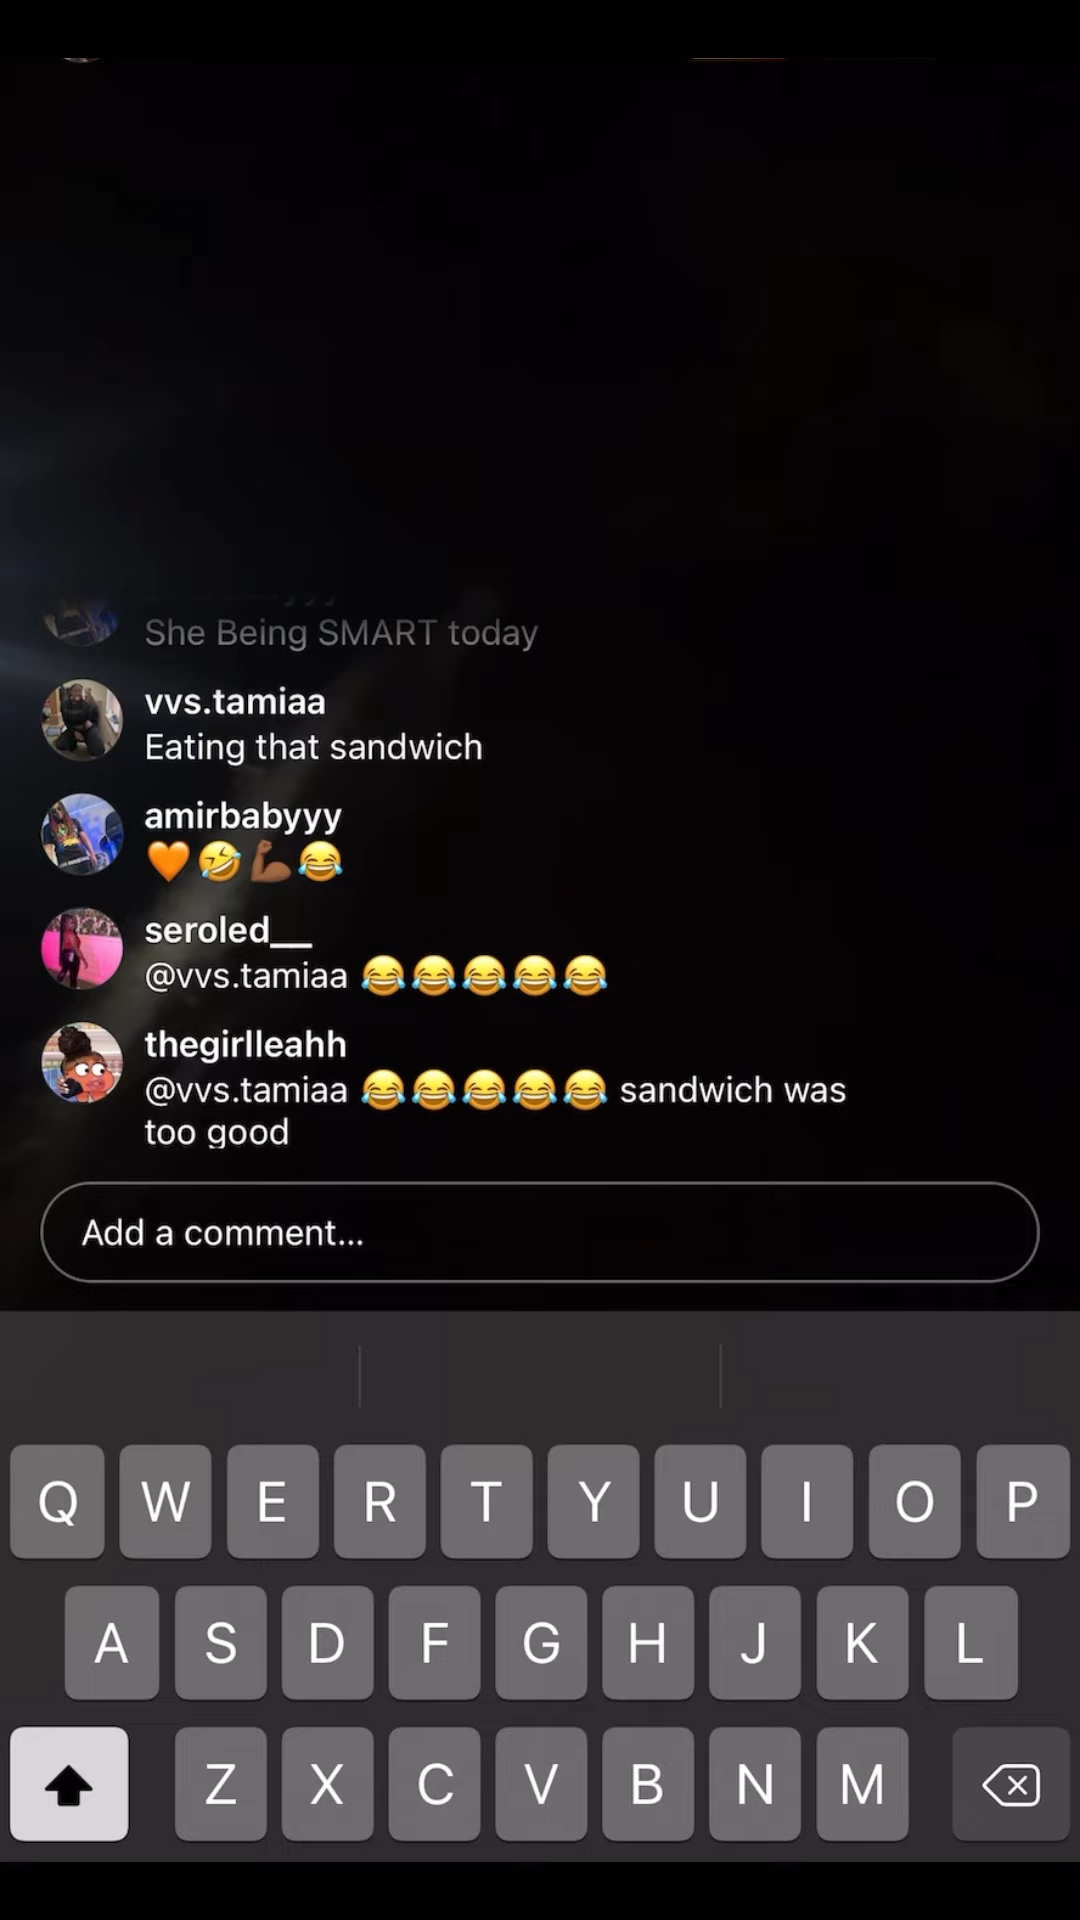 She Being SMART today
vvs.tamiaa
Eating that sandwich
amirbabyyy
🧡🤣💪🏾😂
seroled__
@vvs.tamiaa 😂😂😂😂😂
thegirlleahh
@vvs.tamiaa 😂😂😂😂😂 sandwich was
too good
Add a comment...
Q W E R T Y U I O P
A S D F G H J K L
Z X C V B N M